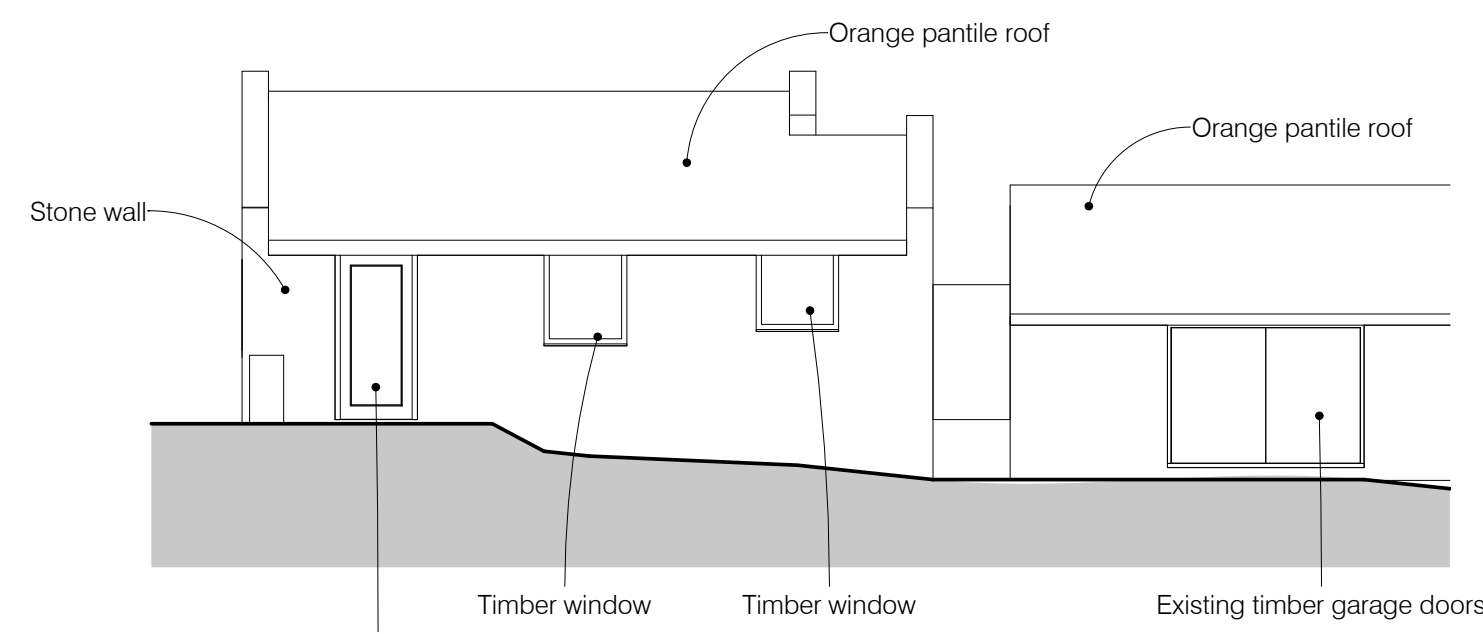 Orange pantile roof
Orange pantile roof
Stone wall
Timber window
Timber window
Existing timber garage doors